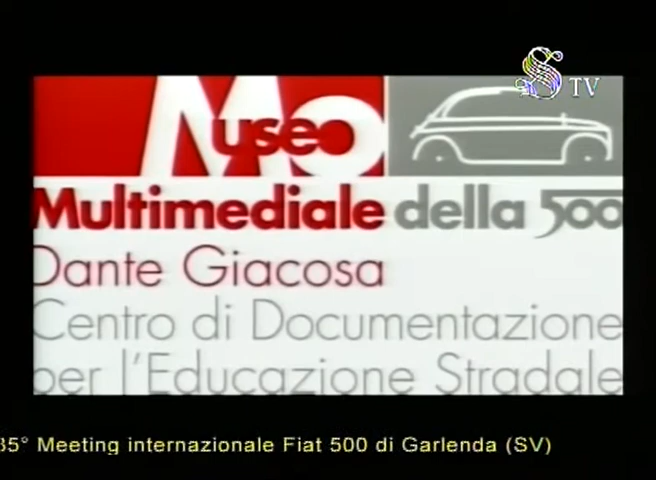 S TV
Museo
Multimediale della 500
Dante Giacosa
Centro di Documentazione
per l'Educazione Stradale
35° Meeting internazionale Fiat 500 di Garlenda (SV)